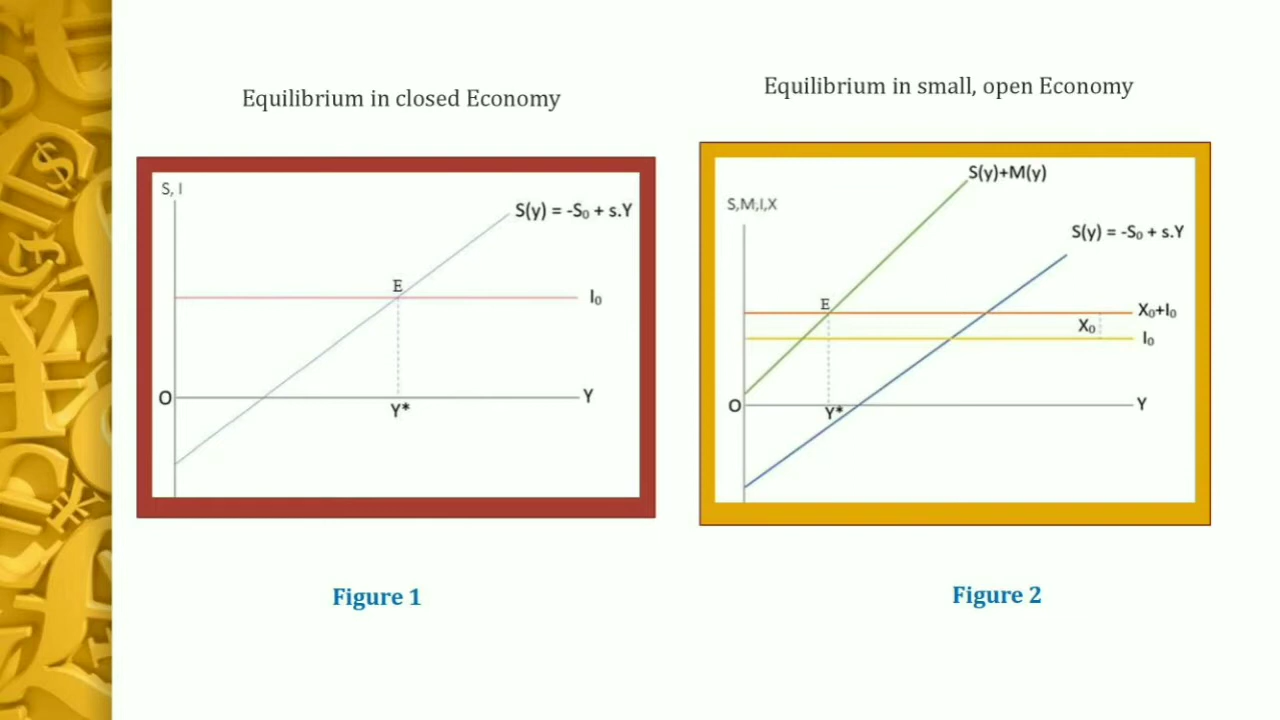 Equilibrium in closed Economy
S, I
S(y) = -S₀ + s.Y
E
I₀
O
Y
Y*
Figure 1
Equilibrium in small, open Economy
S(y)+M(y)
S,M,I,X
S(y) = -S₀ + s.Y
E
X₀+I₀
X₀
I₀
O
Y
Y*
Figure 2